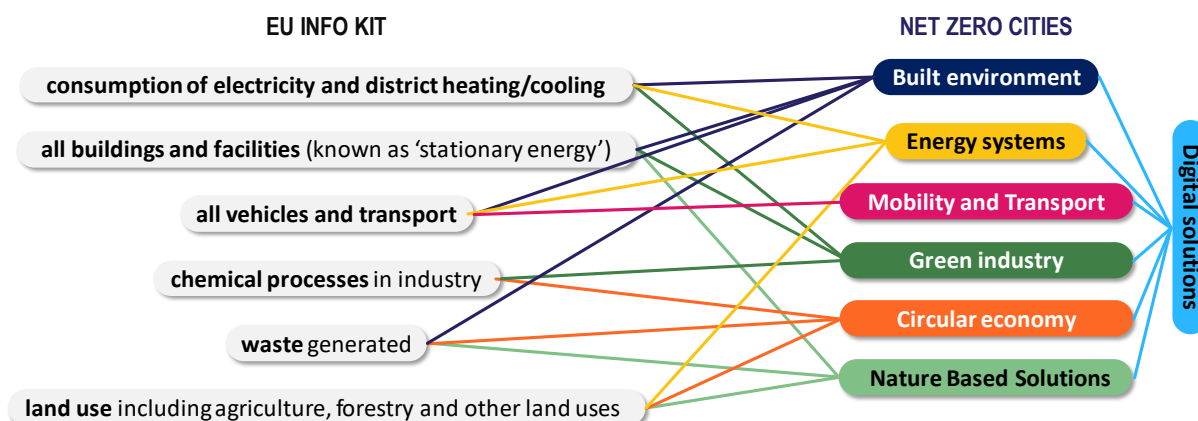 EU INFO KIT
NET ZERO CITIES
consumption of electricity and district heating/cooling
all buildings and facilities (known as ‘stationary energy’)
all vehicles and transport
chemical processes in industry
waste generated
land use including agriculture, forestry and other land uses
Built environment
Energy systems
Mobility and Transport
Green industry
Circular economy
Nature Based Solutions
Digital solutions